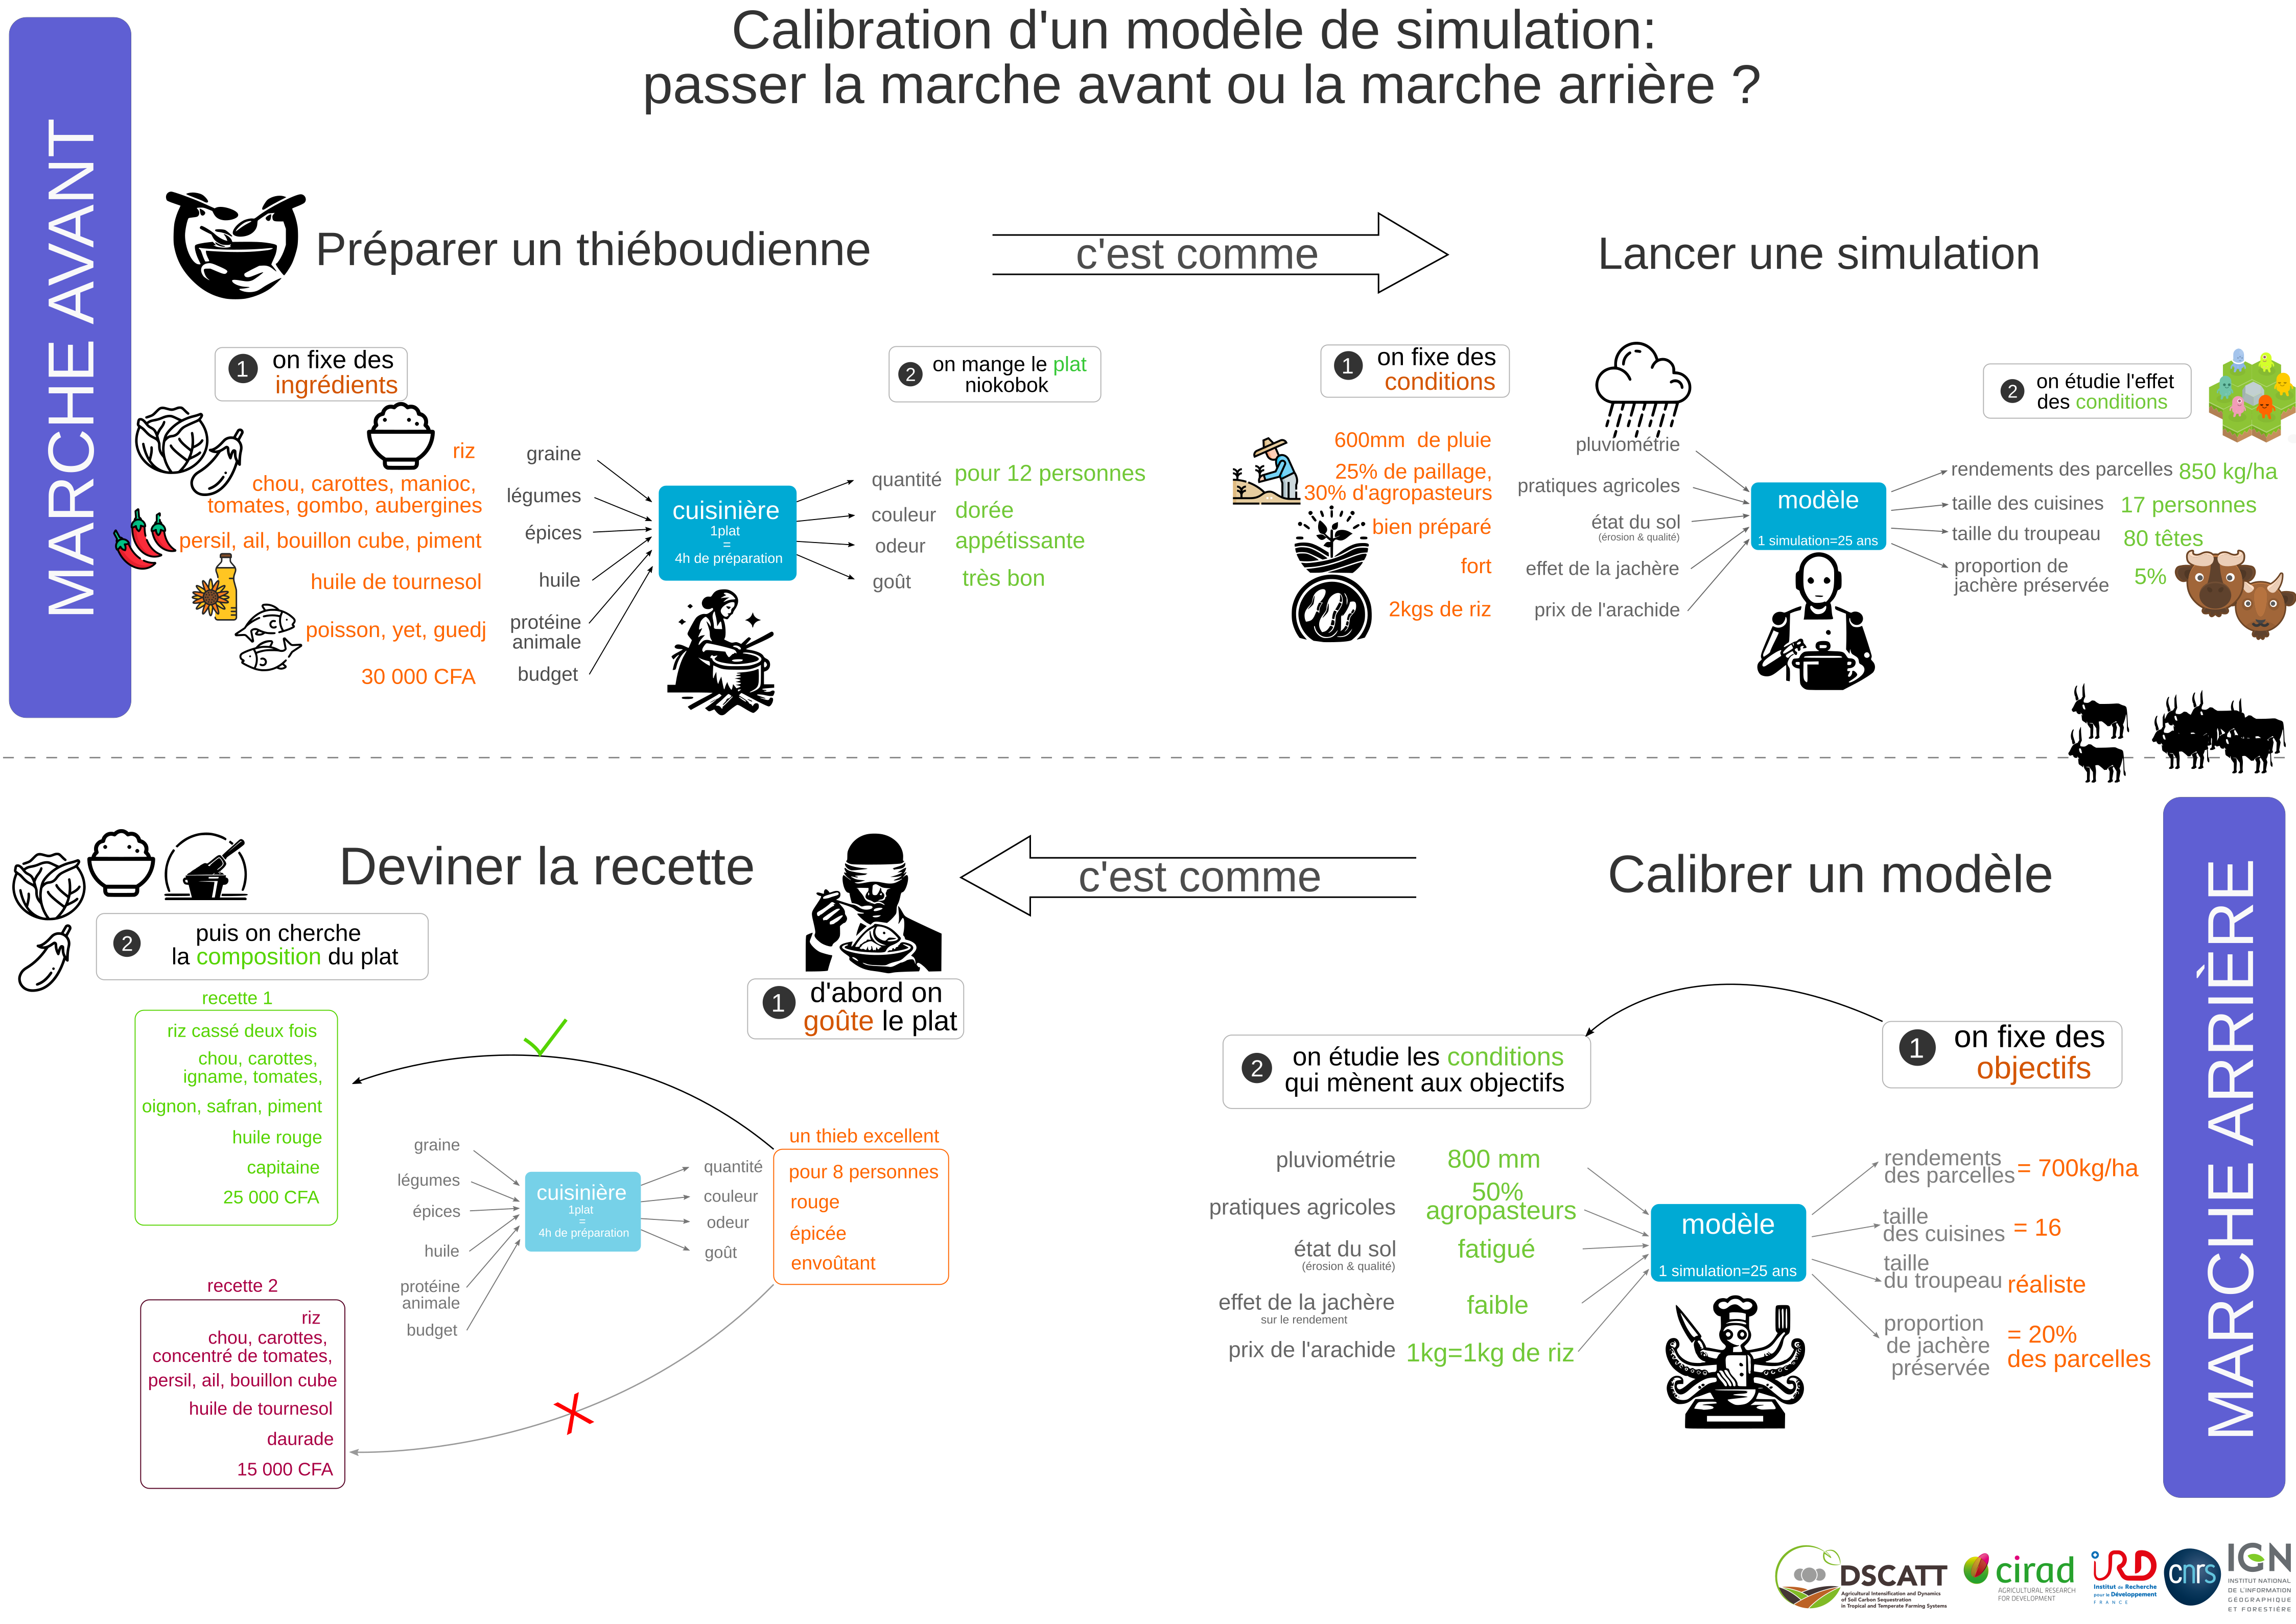 Calibration d'un modèle de simulation:
passer la marche avant ou la marche arrière ?
MARCHE AVANT
Préparer un thiéboudienne
c'est comme
Lancer une simulation
1 on fixe des
ingrédients
riz
chou, carottes, manioc,
tomates, gombo, aubergines
persil, ail, bouillon cube, piment
huile de tournesol
poisson, yet, guedj
30 000 CFA
graine
légumes
épices
huile
protéine
animale
budget
cuisinière
1plat
=
4h de préparation
2 on mange le plat
niokobok
quantité pour 12 personnes
couleur dorée
odeur appétissante
goût très bon
1 on fixe des
conditions
600mm de pluie
25% de paillage,
30% d'agropasteurs
bien préparé
fort
2kgs de riz
pluviométrie
pratiques agricoles
état du sol
(érosion & qualité)
effet de la jachère
prix de l'arachide
modèle
1 simulation=25 ans
2 on étudie l'effet
des conditions
rendements des parcelles 850 kg/ha
taille des cuisines 17 personnes
taille du troupeau 80 têtes
proportion de
jachère préservée 5%
Deviner la recette
c'est comme
Calibrer un modèle
MARCHE ARRIÈRE
2 puis on cherche
la composition du plat
1 d'abord on
goûte le plat
recette 1
riz cassé deux fois
chou, carottes,
igname, tomates,
oignon, safran, piment
huile rouge
capitaine
25 000 CFA
recette 2
riz
chou, carottes,
concentré de tomates,
persil, ail, bouillon cube
huile de tournesol
daurade
15 000 CFA
graine
légumes
épices
huile
protéine
animale
budget
cuisinière
1plat
=
4h de préparation
quantité
couleur
odeur
goût
un thieb excellent
pour 8 personnes
rouge
épicée
envoûtant
2 on étudie les conditions
qui mènent aux objectifs
1 on fixe des
objectifs
pluviométrie 800 mm
pratiques agricoles 50%
agropasteurs
état du sol fatigué
(érosion & qualité)
effet de la jachère faible
sur le rendement
prix de l'arachide 1kg=1kg de riz
modèle
1 simulation=25 ans
rendements
des parcelles = 700kg/ha
taille
des cuisines = 16
taille
du troupeau réaliste
proportion
de jachère
préservée = 20%
des parcelles
DSCATT
Agricultural Intensification and Dynamics
of Soil Carbon Sequestration
in Tropical and Temperate Farming Systems
cirad
AGRICULTURAL RESEARCH
FOR DEVELOPMENT
iRD
Institut de Recherche
pour le Développement
FRANCE
cnrs
IGN
INSTITUT NATIONAL
DE L'INFORMATION
GÉOGRAPHIQUE
ET FORESTIÈRE